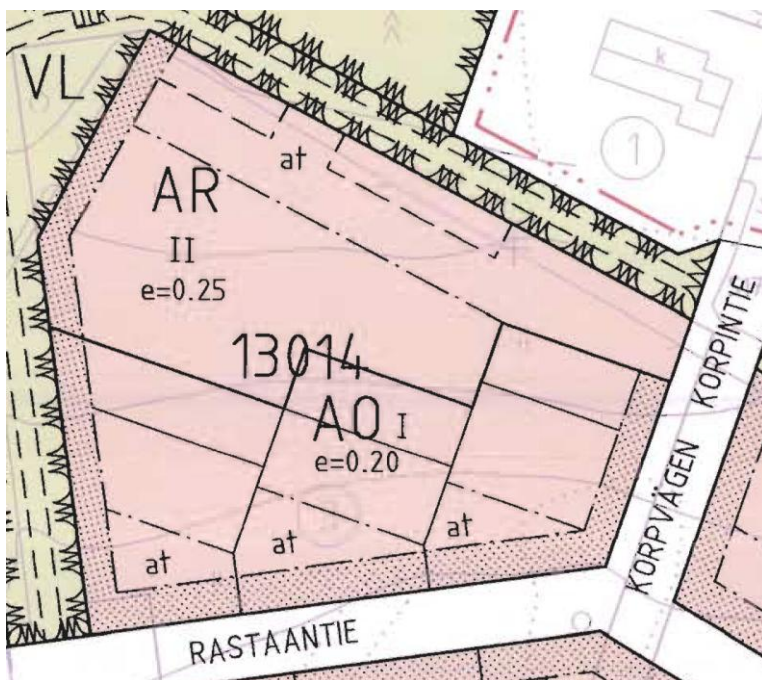 VL
k
1
at
AR
II
e=0.25
13014
AO I
e=0.20
at
at
at
RASTAANTIE
KORPVÄGEN KORPINTIE